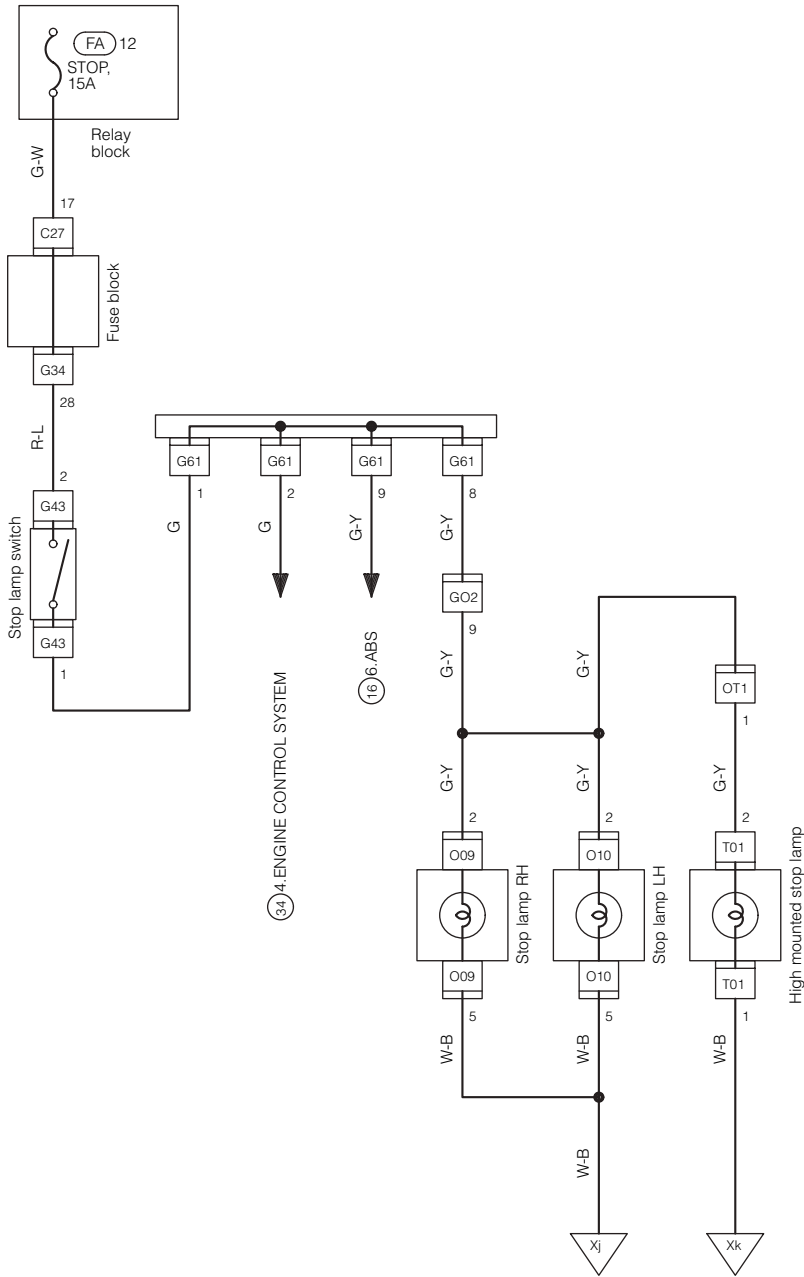 FA 12
STOP,
15A
Relay
block
G-W
17
C27
Fuse block
G34
28
R-L
2
G43
Stop lamp switch
G43
1
G61 G61 G61 G61
1 2 9 8
G G G-Y G-Y
34 4.ENGINE CONTROL SYSTEM
16 6.ABS
GO2
9
G-Y G-Y
OT1
1
G-Y G-Y G-Y
2 2 2
O09 O10 T01
Stop lamp RH
Stop lamp LH
High mounted stop lamp
O09 O10 T01
5 5 1
W-B W-B W-B
W-B
Xj Xk